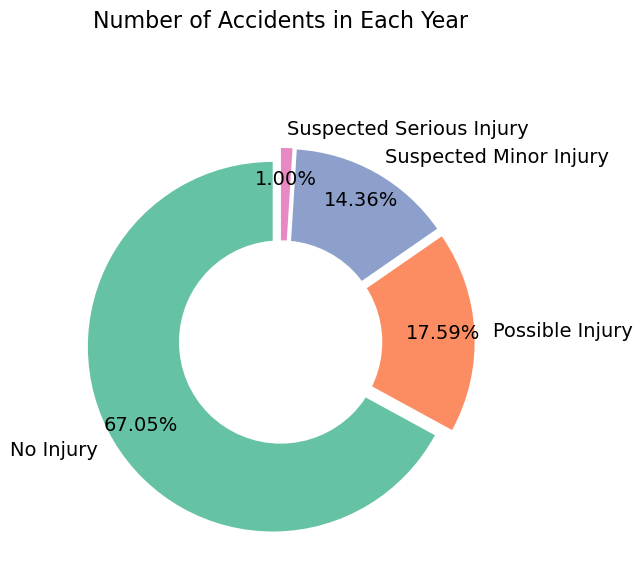 Number of Accidents in Each Year
Suspected Serious Injury
Suspected Minor Injury
1.00%
14.36%
17.59%
Possible Injury
67.05%
No Injury